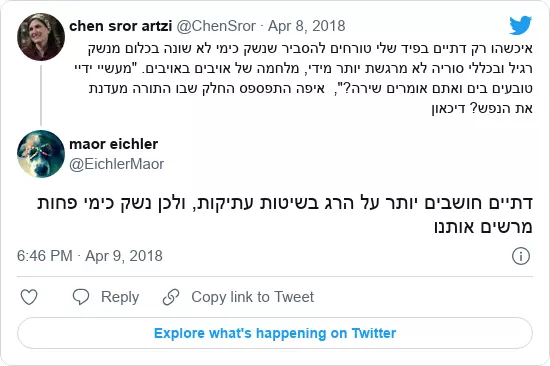 chen sror artzi @ChenSror · Apr 8, 2018
איכשהו רק דתיים בפיד שלי טורחים להסביר שנשק כימי לא שונה בכלום מנשק
רגיל ובכללי סוריה לא מרגשת יותר מידי, מלחמה של אויבים באויבים. "מעשיי ידיי
טובעים בים ואתם אומרים שירה?", איפה התפספס החלק שבו התורה מעדנת
את הנפש? דיכאון
maor eichler
@EichlerMaor
דתיים חושבים יותר על הרג בשיטות עתיקות, ולכן נשק כימי פחות
מרשים אותנו
6:46 PM · Apr 9, 2018
Reply
Copy link to Tweet
Explore what's happening on Twitter